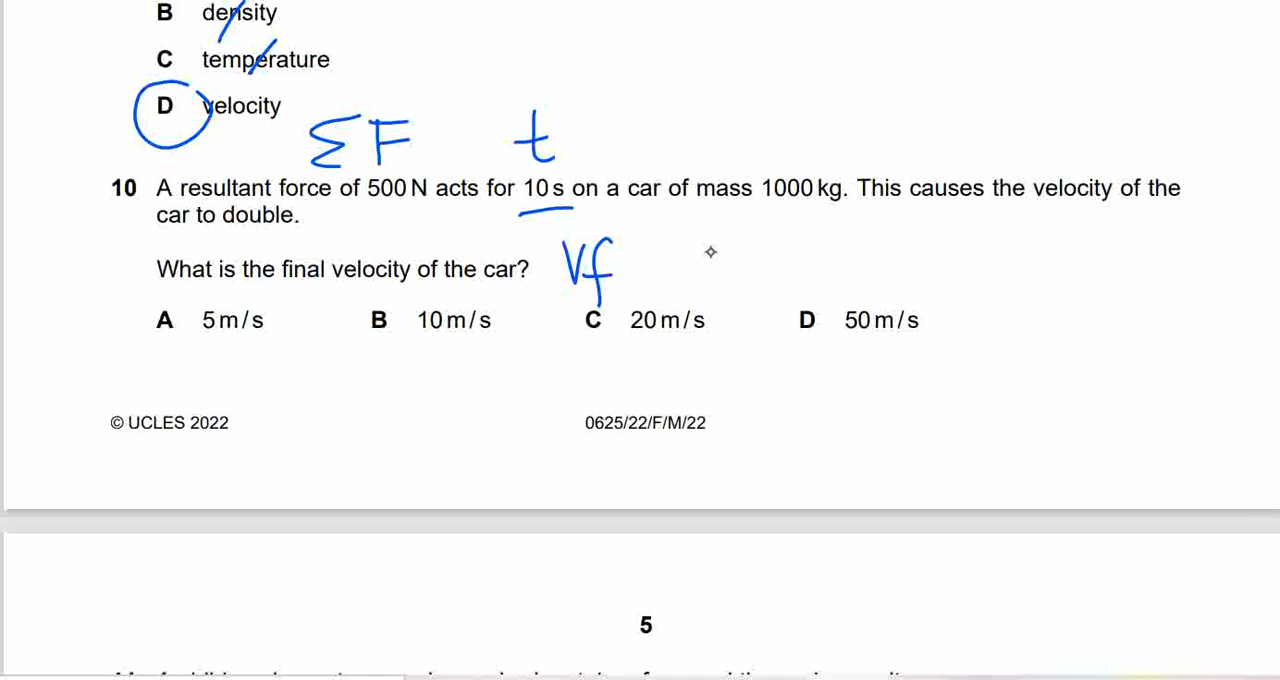 B density
C temperature
D velocity
ΣF t
10 A resultant force of 500 N acts for 10 s on a car of mass 1000 kg. This causes the velocity of the
car to double.
What is the final velocity of the car? Vf
A 5 m / s B 10 m / s C 20 m / s D 50 m / s
© UCLES 2022 0625/22/F/M/22
5